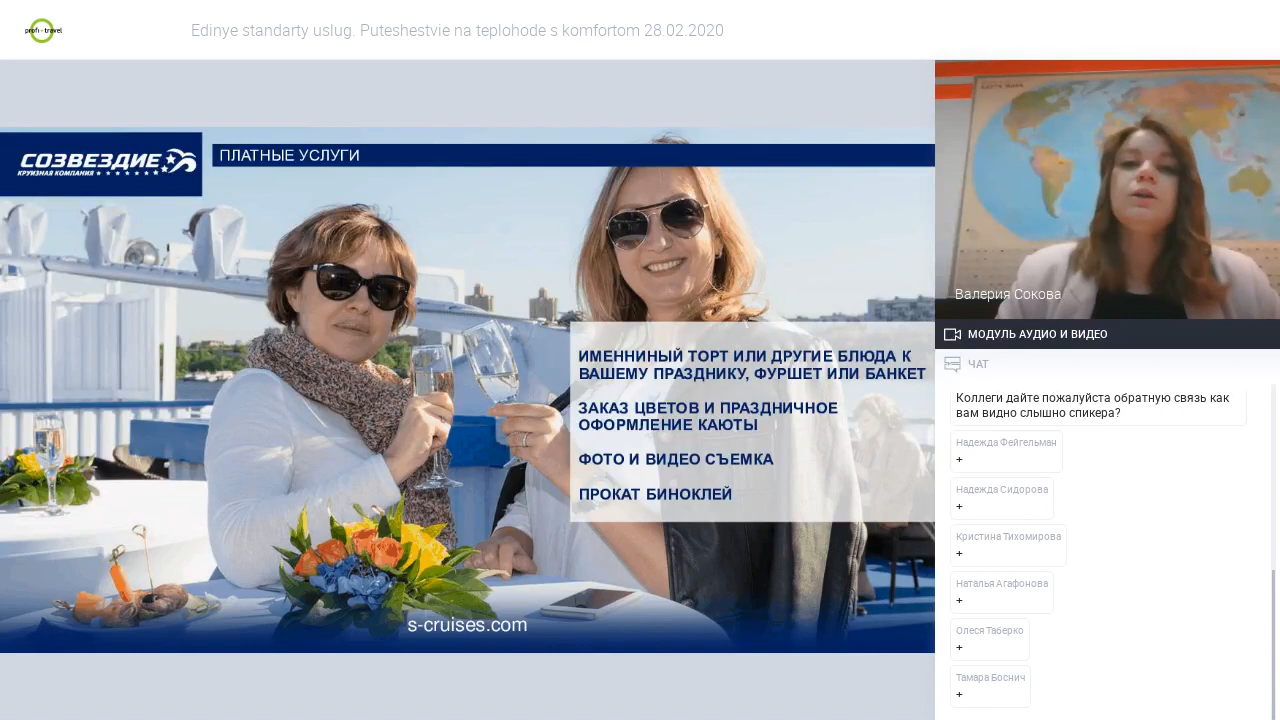 profi travel
Edinye standarty uslug. Puteshestvie na teplohode s komfortom 28.02.2020
СОЗВЕЗДИЕ
КРУИЗНАЯ КОМПАНИЯ
ПЛАТНЫЕ УСЛУГИ
ИМЕННИНЫЙ ТОРТ ИЛИ ДРУГИЕ БЛЮДА К
ВАШЕМУ ПРАЗДНИКУ, ФУРШЕТ ИЛИ БАНКЕТ
ЗАКАЗ ЦВЕТОВ И ПРАЗДНИЧНОЕ
ОФОРМЛЕНИЕ КАЮТЫ
ФОТО И ВИДЕО СЪЕМКА
ПРОКАТ БИНОКЛЕЙ
s-cruises.com
Валерия Сокова
МОДУЛЬ АУДИО И ВИДЕО
ЧАТ
Коллеги дайте пожалуйста обратную связь как
вам видно слышно спикера?
Надежда Фейгельман
+
Надежда Сидорова
+
Кристина Тихомирова
+
Наталья Агафонова
+
Олеся Таберко
+
Тамара Боснич
+